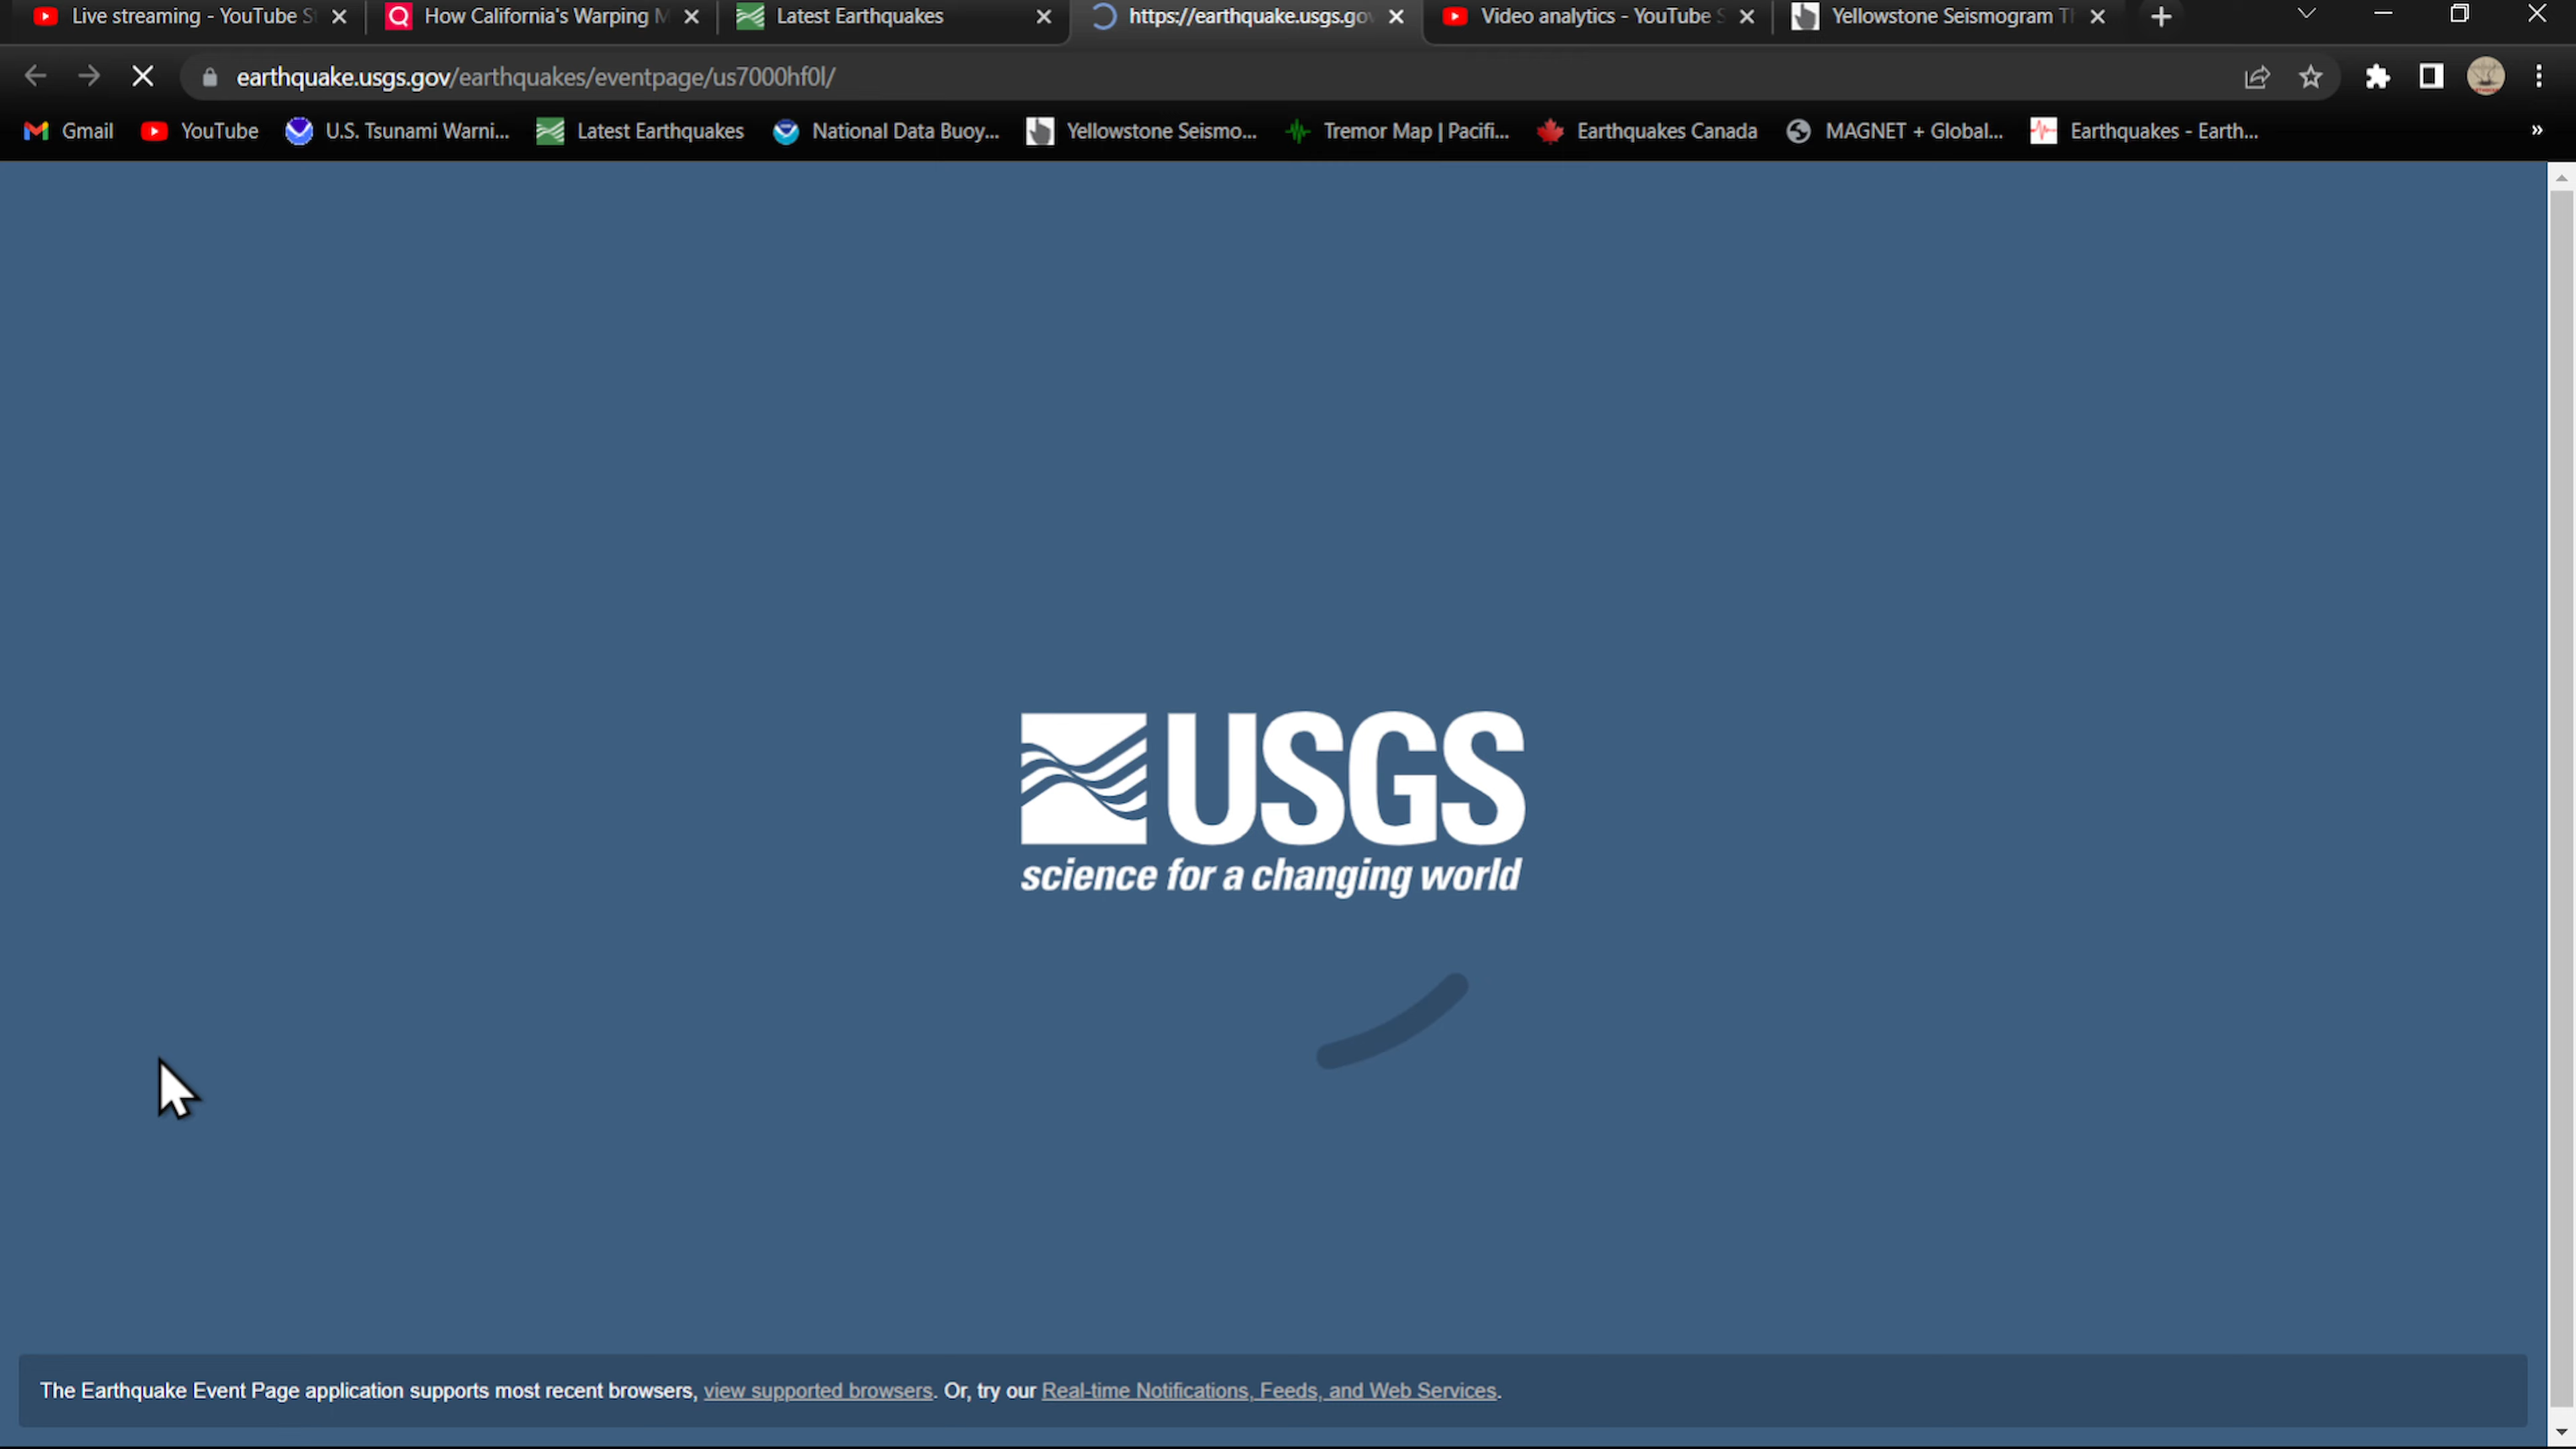 Live streaming - YouTube S
How California's Warping M
Latest Earthquakes
https://earthquake.usgs.gov
Video analytics - YouTube S
Yellowstone Seismogram Th
earthquake.usgs.gov/earthquakes/eventpage/us7000hf0l/
Gmail
YouTube
U.S. Tsunami Warni...
Latest Earthquakes
National Data Buoy...
Yellowstone Seismo...
Tremor Map | Pacifi...
Earthquakes Canada
MAGNET + Global...
Earthquakes - Earth...
»
USGS
science for a changing world
The Earthquake Event Page application supports most recent browsers, view supported browsers. Or, try our Real-time Notifications, Feeds, and Web Services.